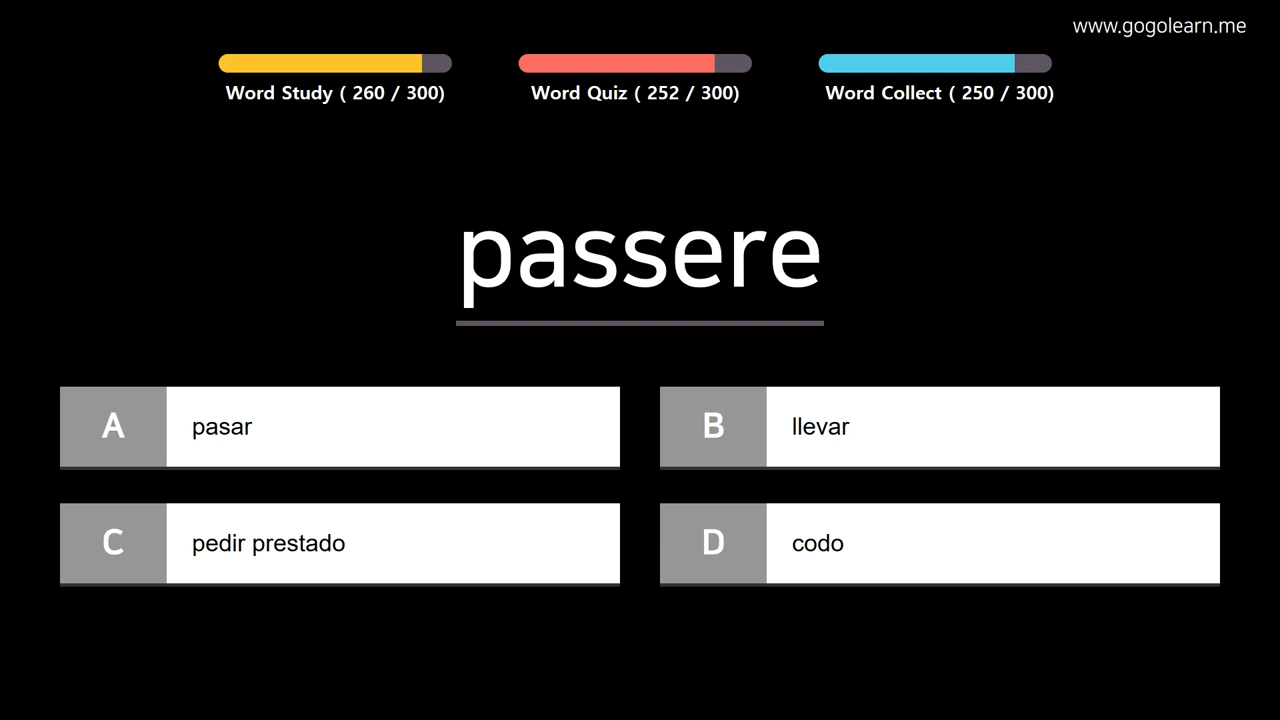 www.gogolearn.me
Word Study ( 260 / 300)
Word Quiz ( 252 / 300)
Word Collect ( 250 / 300)
passere
A pasar
B llevar
C pedir prestado
D codo